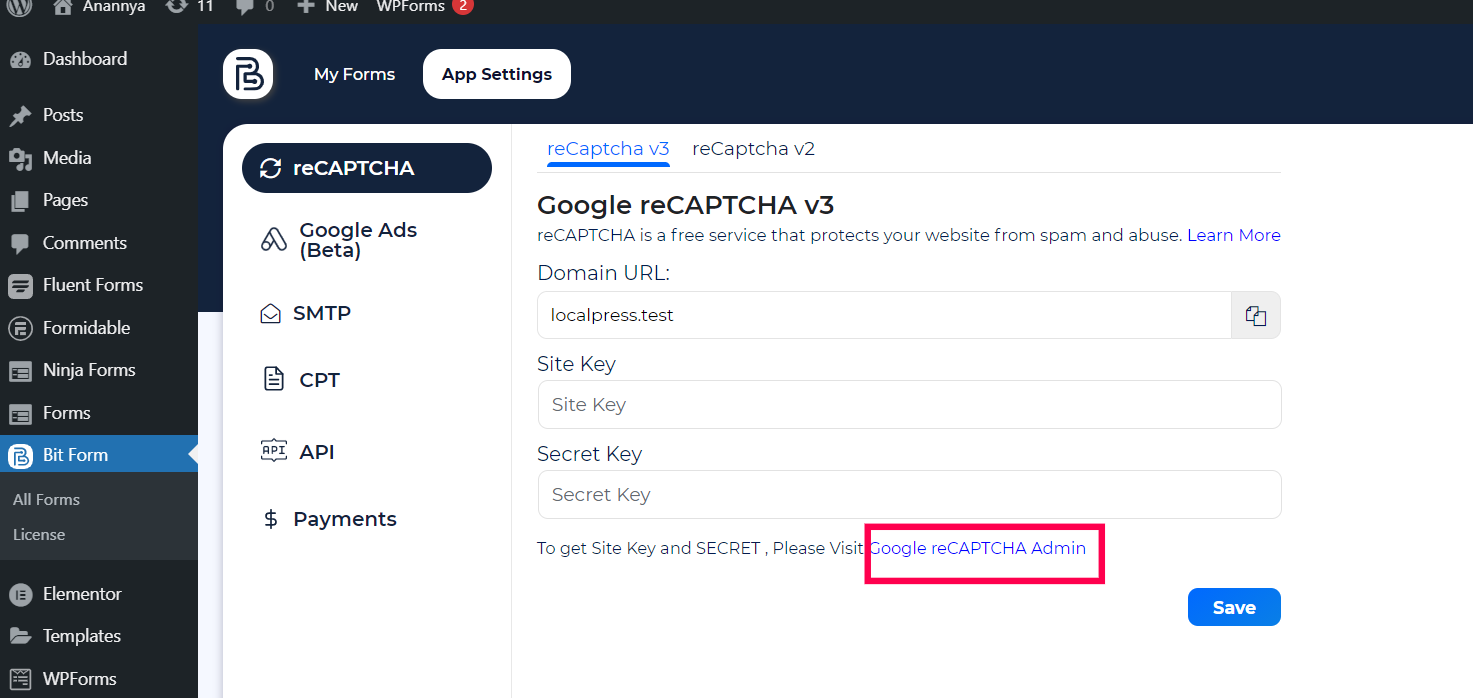 Anannya
11
0
New
WPForms
2
Dashboard
Posts
Media
Pages
Comments
Fluent Forms
Formidable
Ninja Forms
Forms
Bit Form
All Forms
License
Elementor
Templates
WPForms
My Forms
App Settings
reCAPTCHA
Google Ads
(Beta)
SMTP
CPT
API
API
Payments
reCaptcha v3
reCaptcha v2
Google reCAPTCHA v3
reCAPTCHA is a free service that protects your website from spam and abuse. Learn More
Domain URL:
localpress.test
Site Key
Site Key
Secret Key
Secret Key
To get Site Key and SECRET , Please Visit Google reCAPTCHA Admin
Save